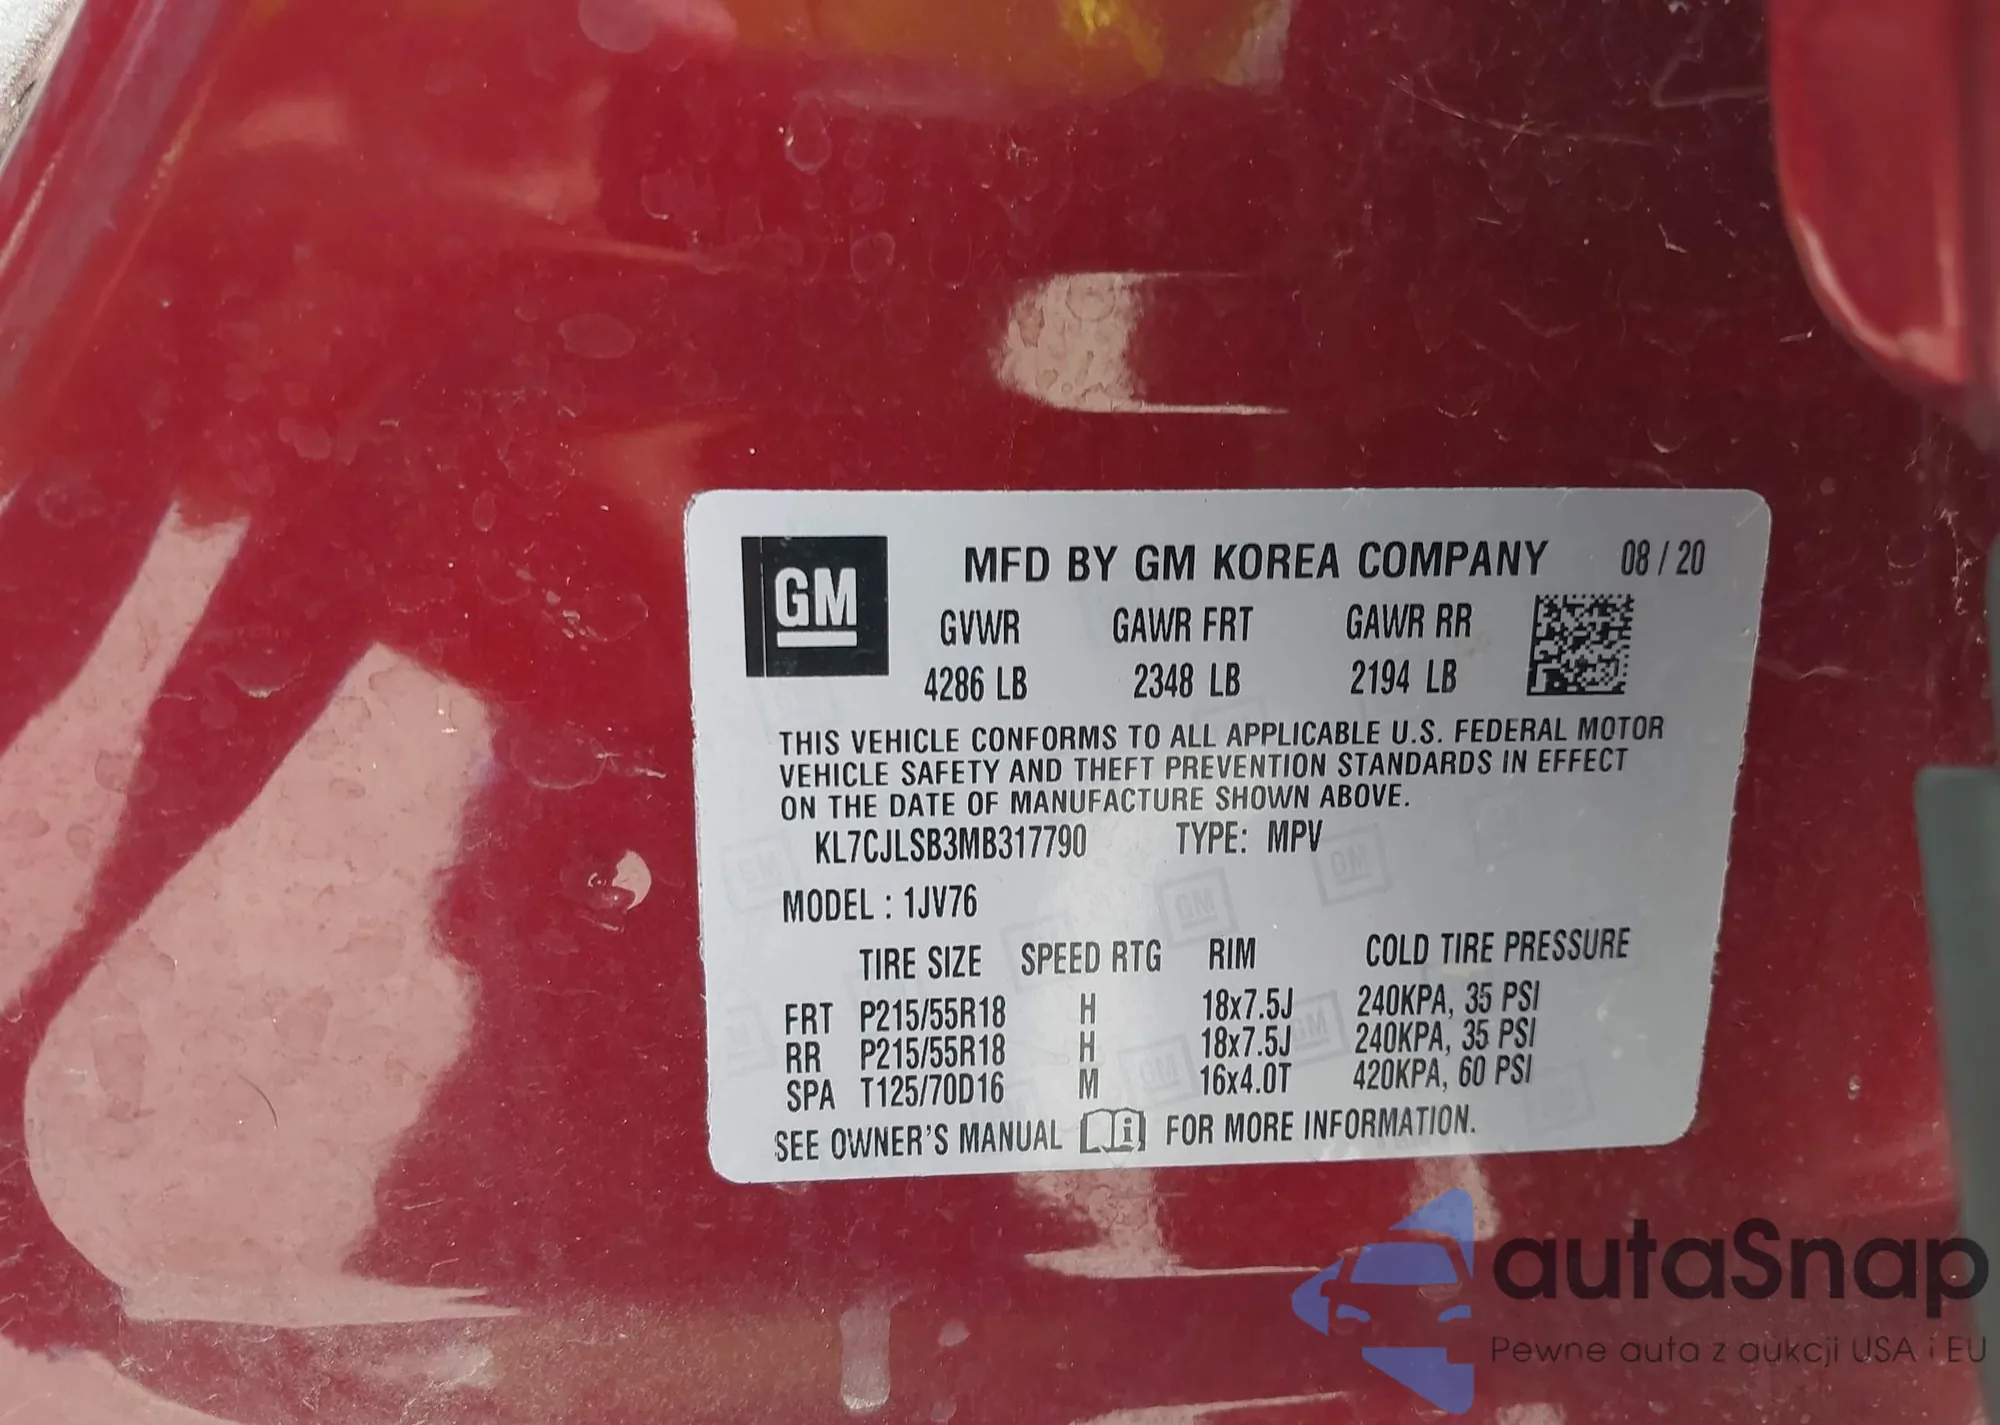 GM
MFD BY GM KOREA COMPANY 08 / 20
GVWR GAWR FRT GAWR RR
4286 LB 2348 LB 2194 LB
THIS VEHICLE CONFORMS TO ALL APPLICABLE U.S. FEDERAL MOTOR
VEHICLE SAFETY AND THEFT PREVENTION STANDARDS IN EFFECT
ON THE DATE OF MANUFACTURE SHOWN ABOVE.
KL7CJLSB3MB317790 TYPE: MPV
MODEL : 1JV76
TIRE SIZE SPEED RTG RIM COLD TIRE PRESSURE
FRT P215/55R18 H 18x7.5J 240KPA, 35 PSI
RR P215/55R18 H 18x7.5J 240KPA, 35 PSI
SPA T125/70D16 M 16x4.0T 420KPA, 60 PSI
SEE OWNER'S MANUAL FOR MORE INFORMATION.
autaSnap
Pewne auta z aukcji USA i EU